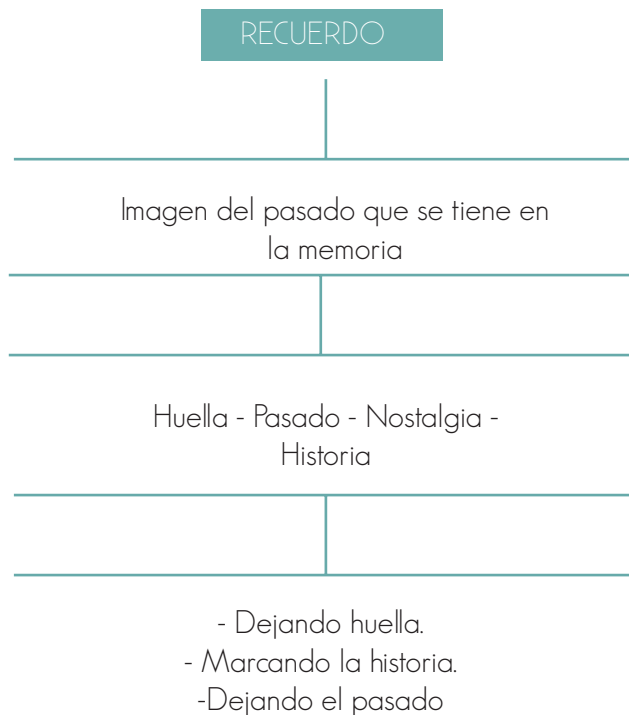 RECUERDO
Imagen del pasado que se tiene en
la memoria
Huella - Pasado - Nostalgia -
Historia
- Dejando huella.
- Marcando la historia.
-Dejando el pasado